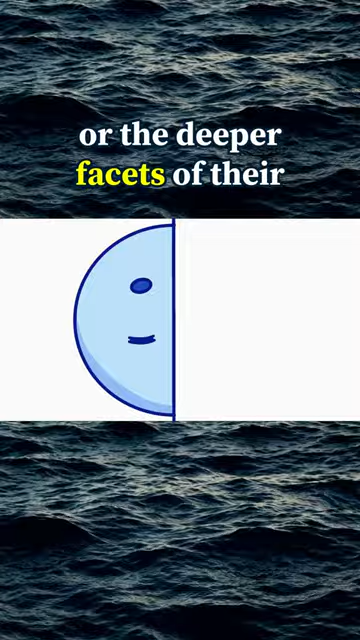 or the deeper
facets of their